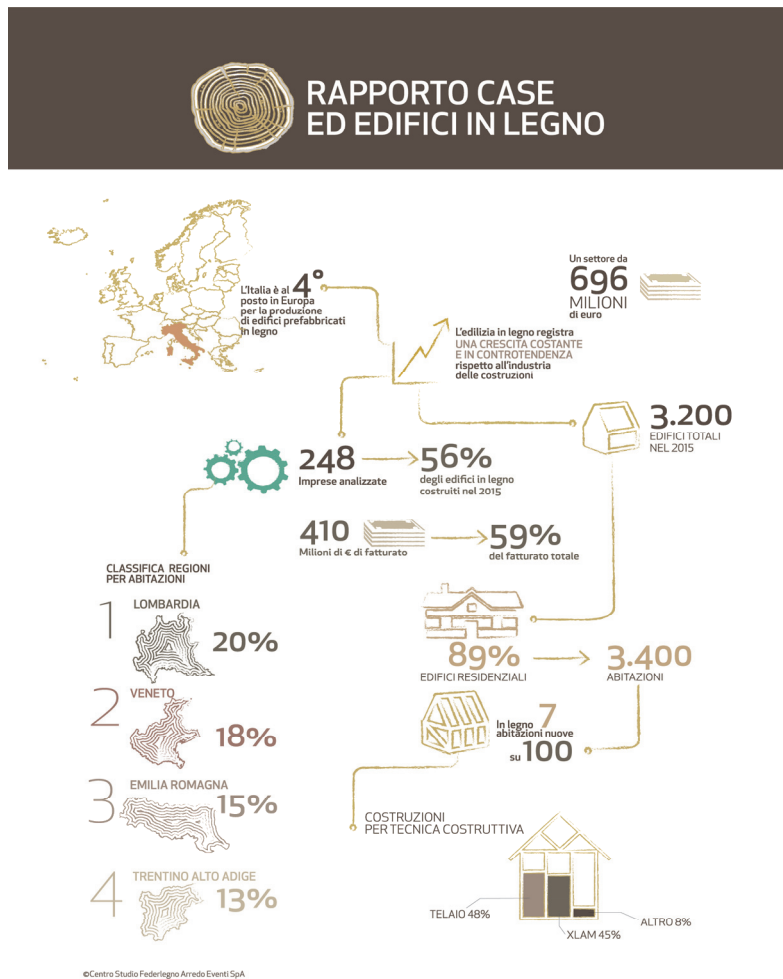 RAPPORTO CASE
ED EDIFICI IN LEGNO
L'Italia è al 4°
posto in Europa
per la produzione
di edifici prefabbricati
in legno
Un settore da
696
MILIONI
di euro
L'edilizia in legno registra
UNA CRESCITA COSTANTE
E IN CONTROTENDENZA
rispetto all'industria
delle costruzioni
3.200
EDIFICI TOTALI
NEL 2015
248
Imprese analizzate
56%
degli edifici in legno
costruiti nel 2015
410
Milioni di € di fatturato
59%
del fatturato totale
CLASSIFICA REGIONI
PER ABITAZIONI
1
LOMBARDIA
20%
2
VENETO
18%
3
EMILIA ROMAGNA
15%
4
TRENTINO ALTO ADIGE
13%
89%
EDIFICI RESIDENZIALI
3.400
ABITAZIONI
In legno 7
abitazioni nuove
su 100
COSTRUZIONI
PER TECNICA COSTRUTTIVA
TELAIO 48%
XLAM 45%
ALTRO 8%
©Centro Studio Federlegno Arredo Eventi SpA